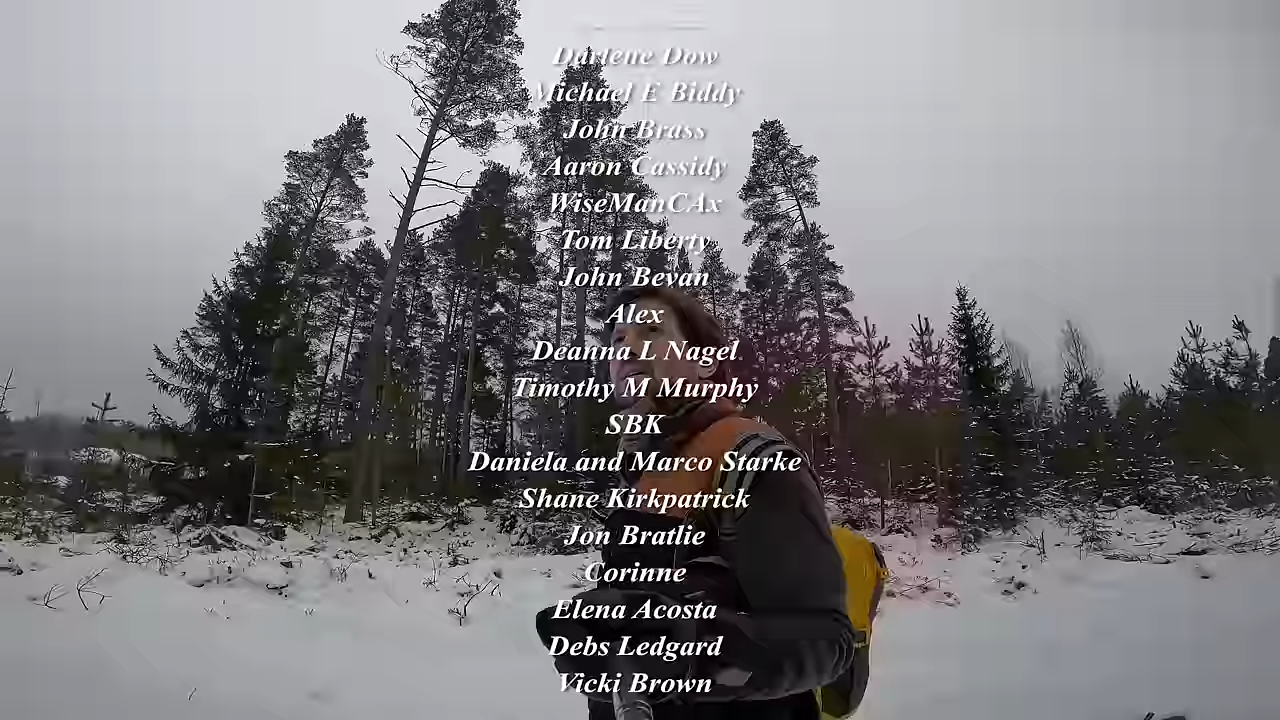 Darlene Dow
Michael E Biddy
John Brass
Aaron Cassidy
WiseManCAx
Tom Liberty
John Bevan
Alex
Deanna L Nagel
Timothy M Murphy
SBK
Daniela and Marco Starke
Shane Kirkpatrick
Jon Bratlie
Corinne
Elena Acosta
Debs Ledgard
Vicki Brown